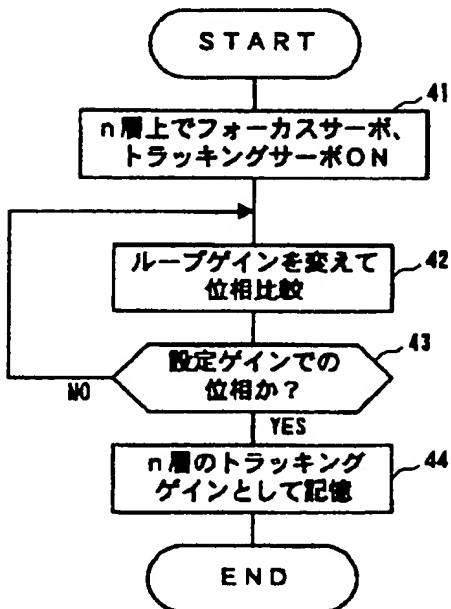 START
41
n層上でフォーカスサーボ、
トラッキングサーボON
ループゲインを変えて
位相比較
42
設定ゲインでの
位相か?
43
NO
YES
n層のトラッキング
ゲインとして記憶
44
END